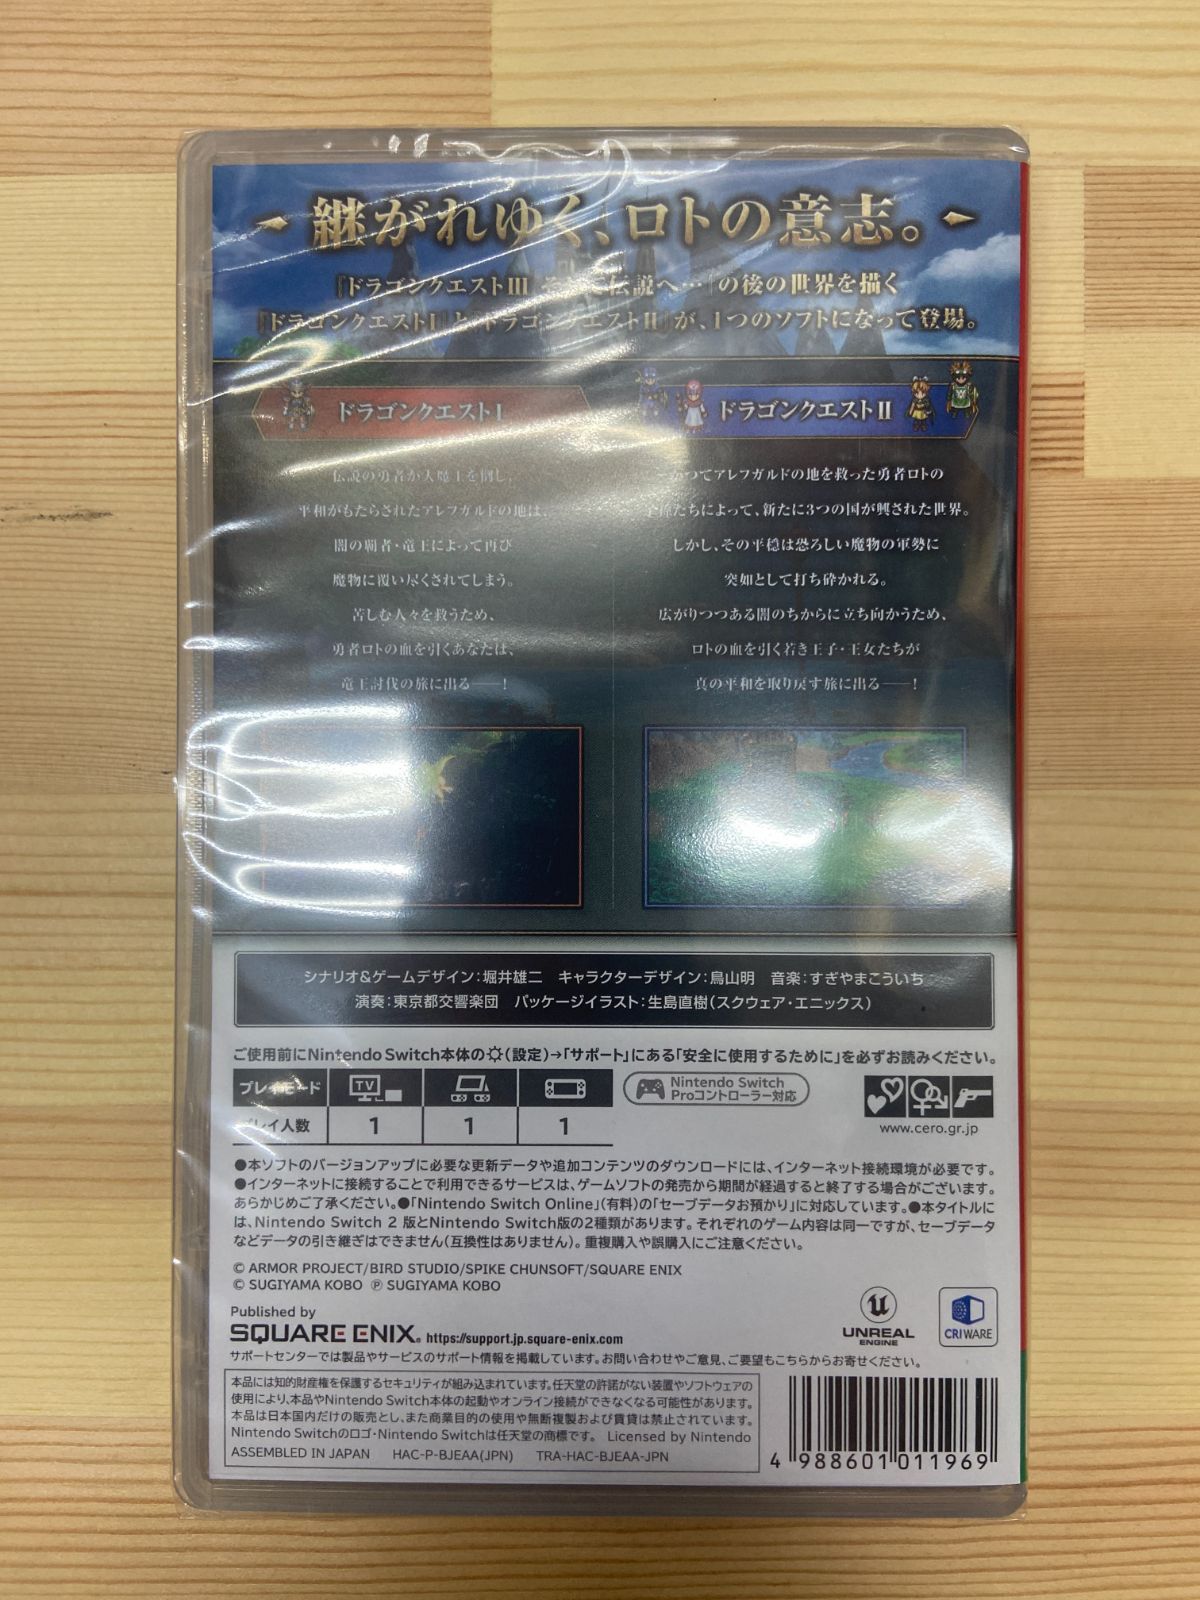 継がれゆく、ロトの意志。
『ドラゴンクエストIII そして伝説へ…』の後の世界を描く
『ドラゴンクエストI』と『ドラゴンクエストII』が、1つのソフトになって登場。
ドラゴンクエストI
伝説の勇者が大魔王を倒し、
平和がもたらされたアレフガルドの地は、
闇の覇者・竜王によって再び
魔物に覆い尽くされてしまう。
苦しむ人々を救うため、
勇者ロトの血を引くあなたは、
竜王討伐の旅に出る――!
ドラゴンクエストII
かつてアレフガルドの地を救った勇者ロトの
子孫たちによって、新たに3つの国が興された世界。
しかし、その平穏は恐ろしい魔物の軍勢に
突如として打ち砕かれる。
広がりつつある闇のちからに立ち向かうため、
ロトの血を引く若き王子・王女たちが
真の平和を取り戻す旅に出る――!
シナリオ&ゲームデザイン:堀井雄二 キャラクターデザイン:鳥山明 音楽:すぎやまこういち
演奏:東京都交響楽団 パッケージイラスト:生島直樹(スクウェア・エニックス)
ご使用前にNintendo Switch本体の(設定)→「サポート」にある「安全に使用するために」を必ずお読みください。
プレイモード TV
プレイ人数 1 1 1
Nintendo Switch
Proコントローラー対応
www.cero.gr.jp
●本ソフトのバージョンアップに必要な更新データや追加コンテンツのダウンロードには、インターネット接続環境が必要です。
●インターネットに接続することで利用できるサービスは、ゲームソフトの発売から期間が経過すると終了する場合がございます。
あらかじめご了承ください。●「Nintendo Switch Online」(有料)の「セーブデータお預かり」に対応しています。●本タイトルに
は、Nintendo Switch 2 版とNintendo Switch版の2種類があります。それぞれのゲーム内容は同一ですが、セーブデータ
などデータの引き継ぎはできません(互換性はありません)。重複購入や誤購入にご注意ください。
© ARMOR PROJECT/BIRD STUDIO/SPIKE CHUNSOFT/SQUARE ENIX
© SUGIYAMA KOBO ℗ SUGIYAMA KOBO
Published by
SQUARE ENIX. https://support.jp.square-enix.com
UNREAL
ENGINE
CRIWARE
サポートセンターでは製品やサービスのサポート情報を掲載しています。お問い合わせやご意見、ご要望もこちらからお寄せください。
本品には知的財産権を保護するセキュリティが組み込まれています。任天堂の許諾がない装置やソフトウェアの
使用により、本品やNintendo Switch本体の起動やオンライン接続ができなくなる可能性があります。
本品は日本国内だけの販売とし、また商業目的の使用や無断複製および賃貸は禁止されています。
Nintendo Switchのロゴ・Nintendo Switchは任天堂の商標です。 Licensed by Nintendo
ASSEMBLED IN JAPAN HAC-P-BJEAA(JPN) TRA-HAC-BJEAA-JPN
4 988601 011969